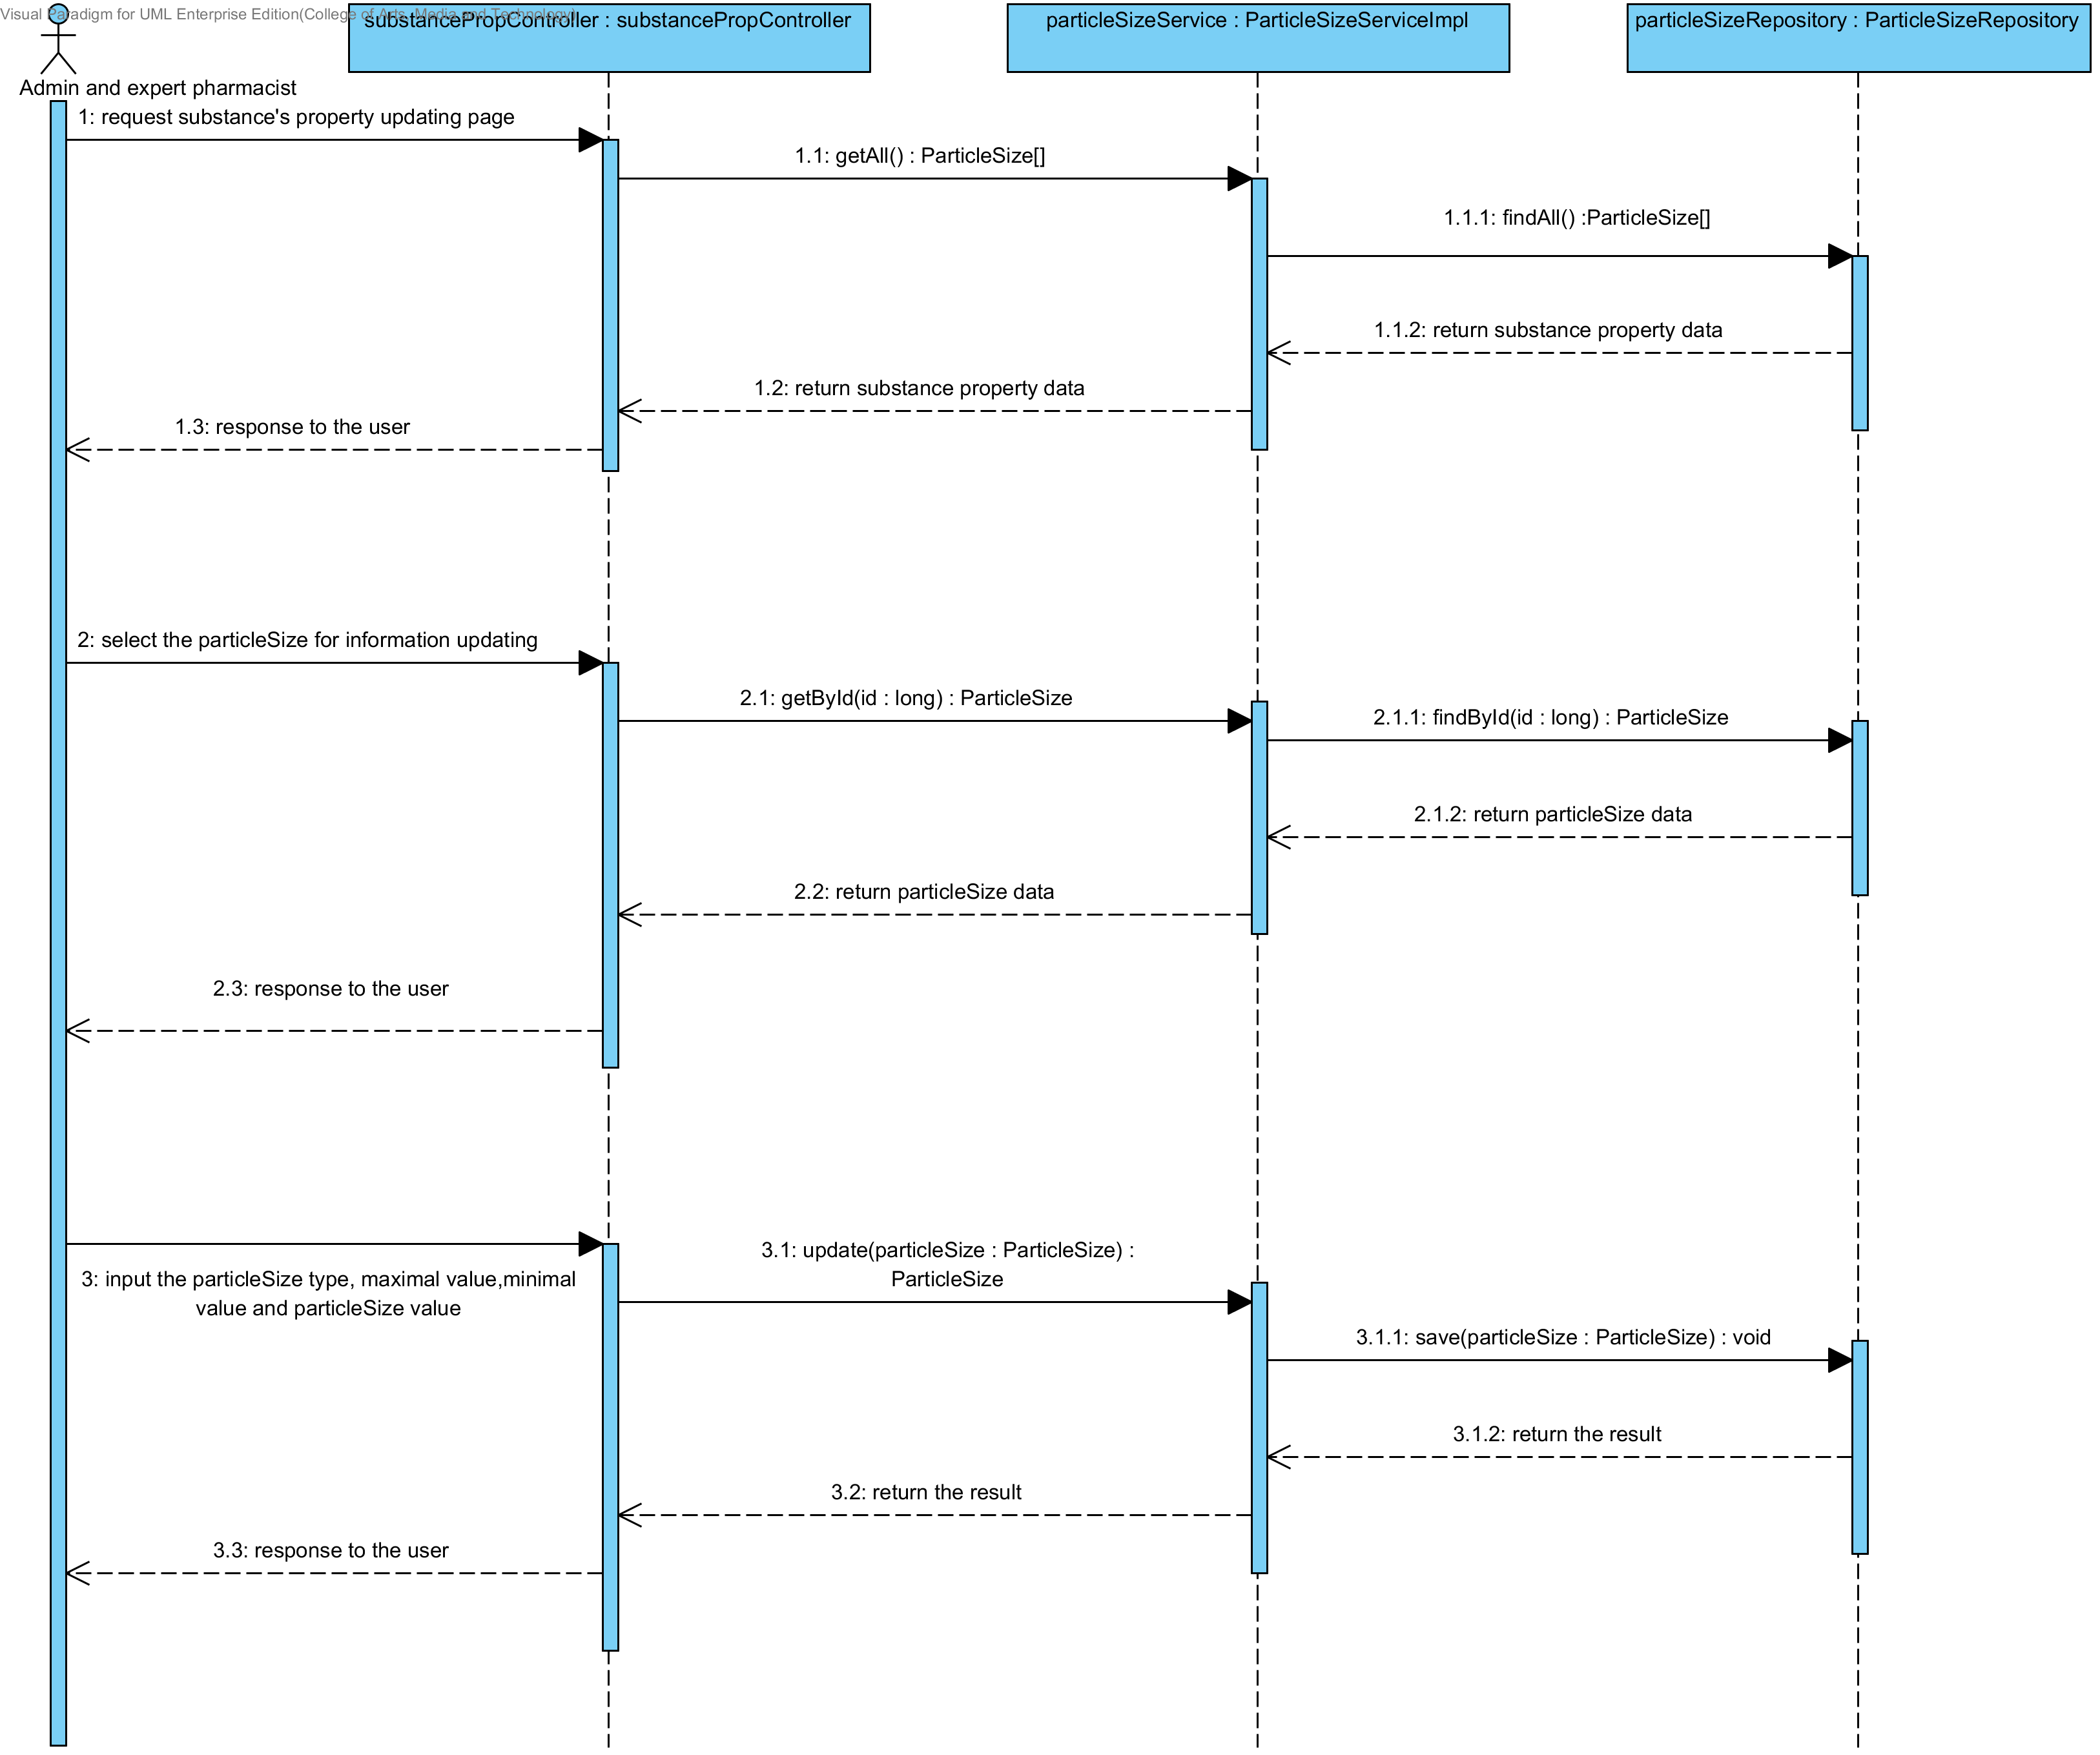 Visual Paradigm for UML Enterprise Edition(College of Arts, Media and Technology)
substancePropController : substancePropController
particleSizeService : ParticleSizeServiceImpl
particleSizeRepository : ParticleSizeRepository
Admin and expert pharmacist
1: request substance's property updating page
1.1: getAll() : ParticleSize[]
1.1.1: findAll() :ParticleSize[]
1.1.2: return substance property data
1.2: return substance property data
1.3: response to the user
2: select the particleSize for information updating
2.1: getById(id : long) : ParticleSize
2.1.1: findById(id : long) : ParticleSize
2.1.2: return particleSize data
2.2: return particleSize data
2.3: response to the user
3: input the particleSize type, maximal value,minimal
value and particleSize value
3.1: update(particleSize : ParticleSize) :
ParticleSize
3.1.1: save(particleSize : ParticleSize) : void
3.1.2: return the result
3.2: return the result
3.3: response to the user